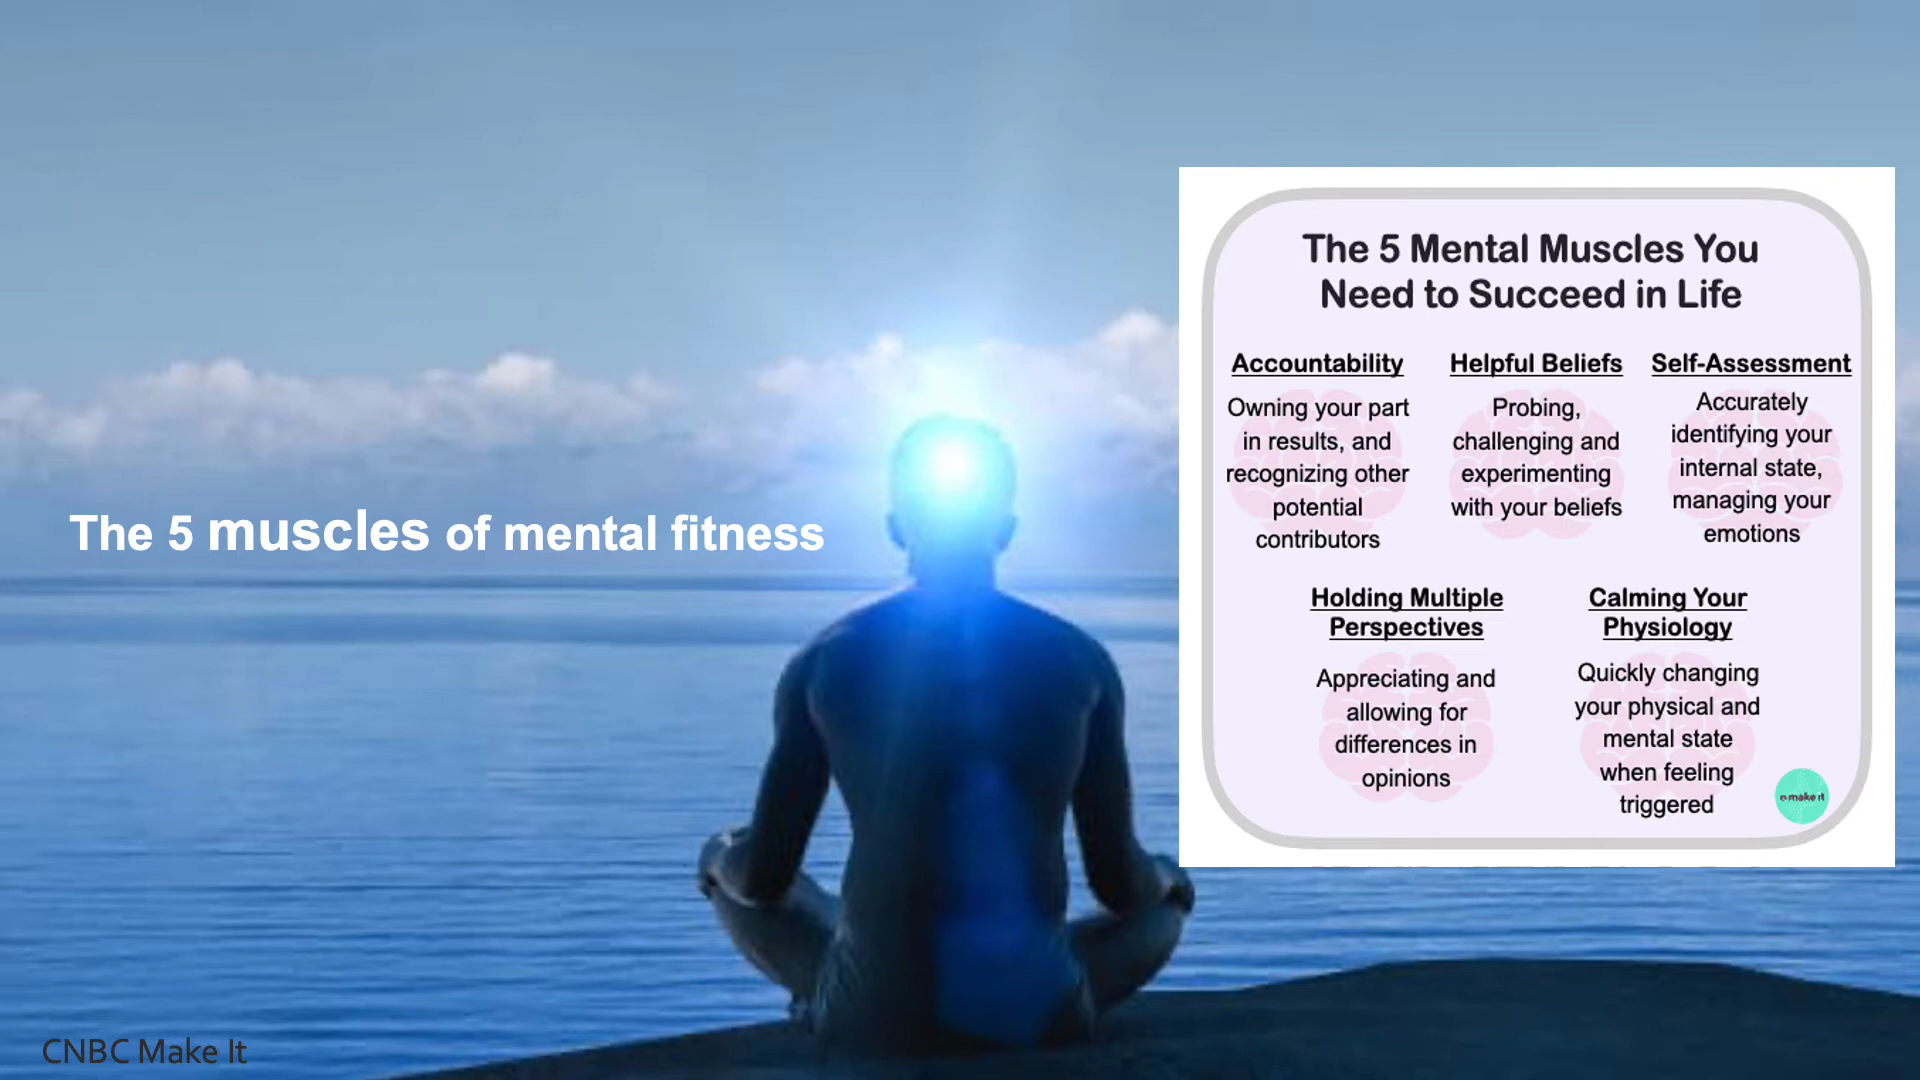 The 5 muscles of mental fitness
The 5 Mental Muscles You
Need to Succeed in Life
Accountability
Owning your part
in results, and
recognizing other
potential
contributors
Helpful Beliefs
Probing,
challenging and
experimenting
with your beliefs
Self-Assessment
Accurately
identifying your
internal state,
managing your
emotions
Holding Multiple
Perspectives
Appreciating and
allowing for
differences in
opinions
Calming Your
Physiology
Quickly changing
your physical and
mental state
when feeling
triggered
make it
CNBC Make It